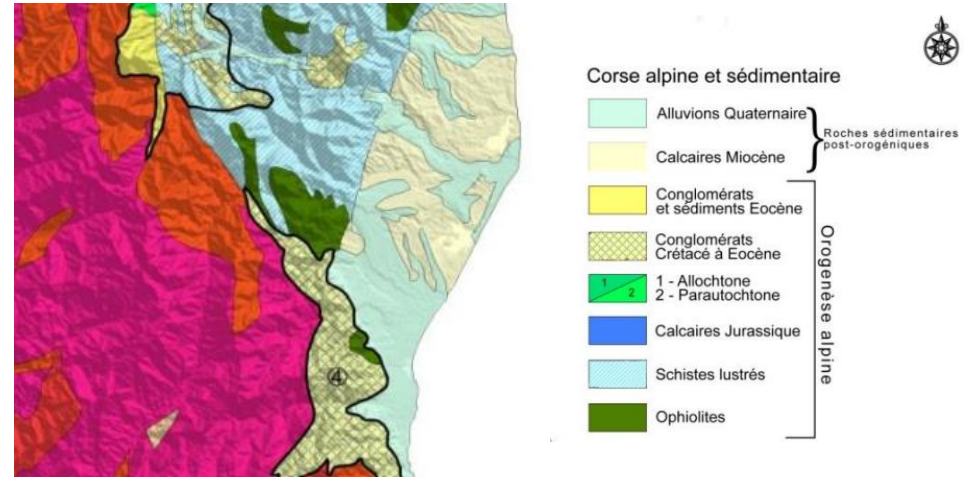 Corse alpine et sédimentaire
Alluvions Quaternaire
Calcaires Miocène
Roches sédimentaires
post-orogéniques
Conglomérats
et sédiments Eocène
Conglomérats
Crétacé à Eocène
1
2
1 - Allochtone
2 - Parautochtone
Calcaires Jurassique
Schistes lustrés
Ophiolites
Orogenèse alpine
4